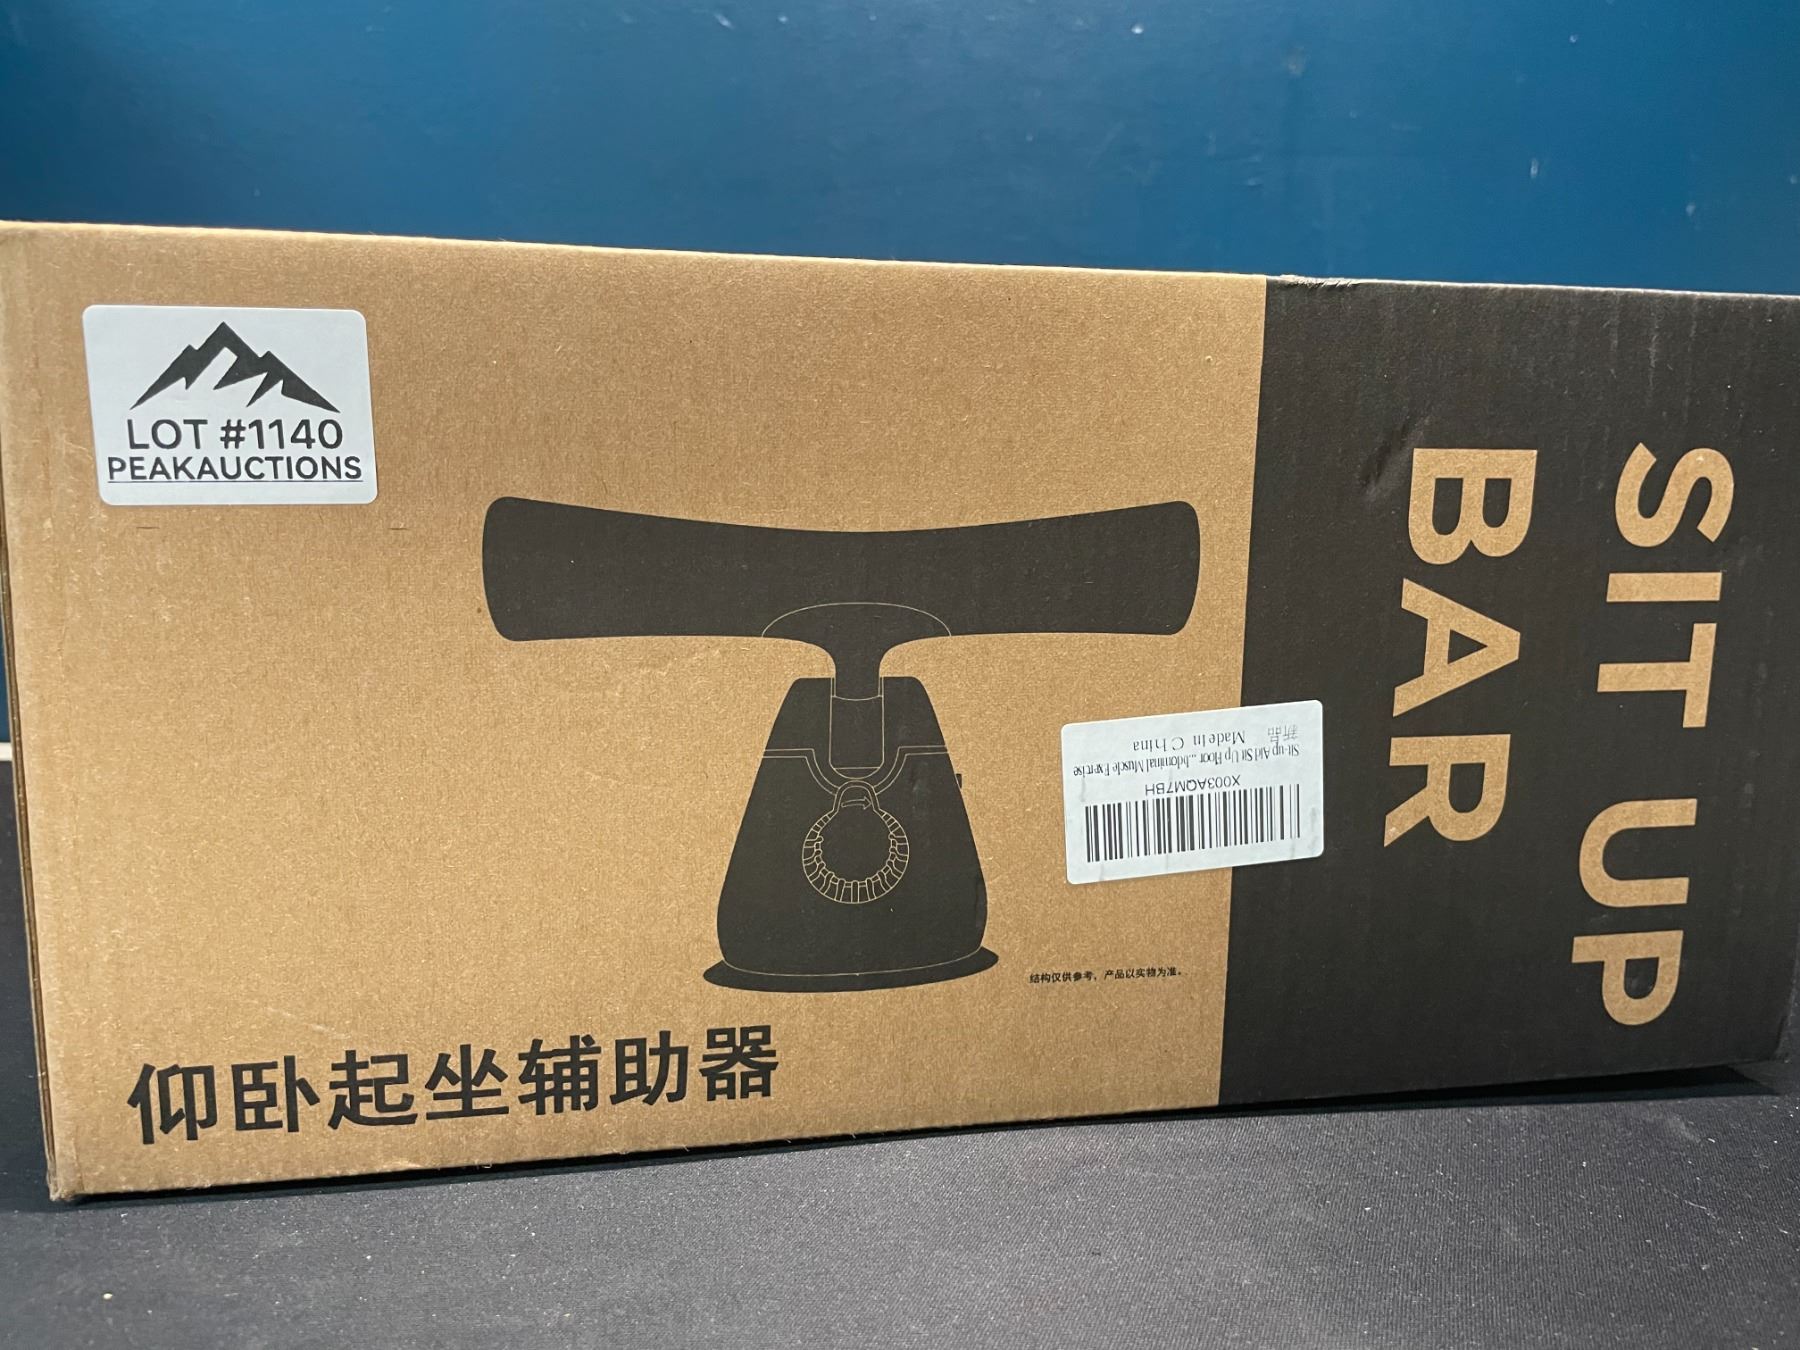 LOT #1140
PEAKAUCTIONS
SIT UP
BAR
X003AQM7BH
Sit-up Aid Sit Up Floor ...bdominal Muscle Exercise
新品 Made in China
结构仅供参考，产品以实物为准。
仰卧起坐辅助器